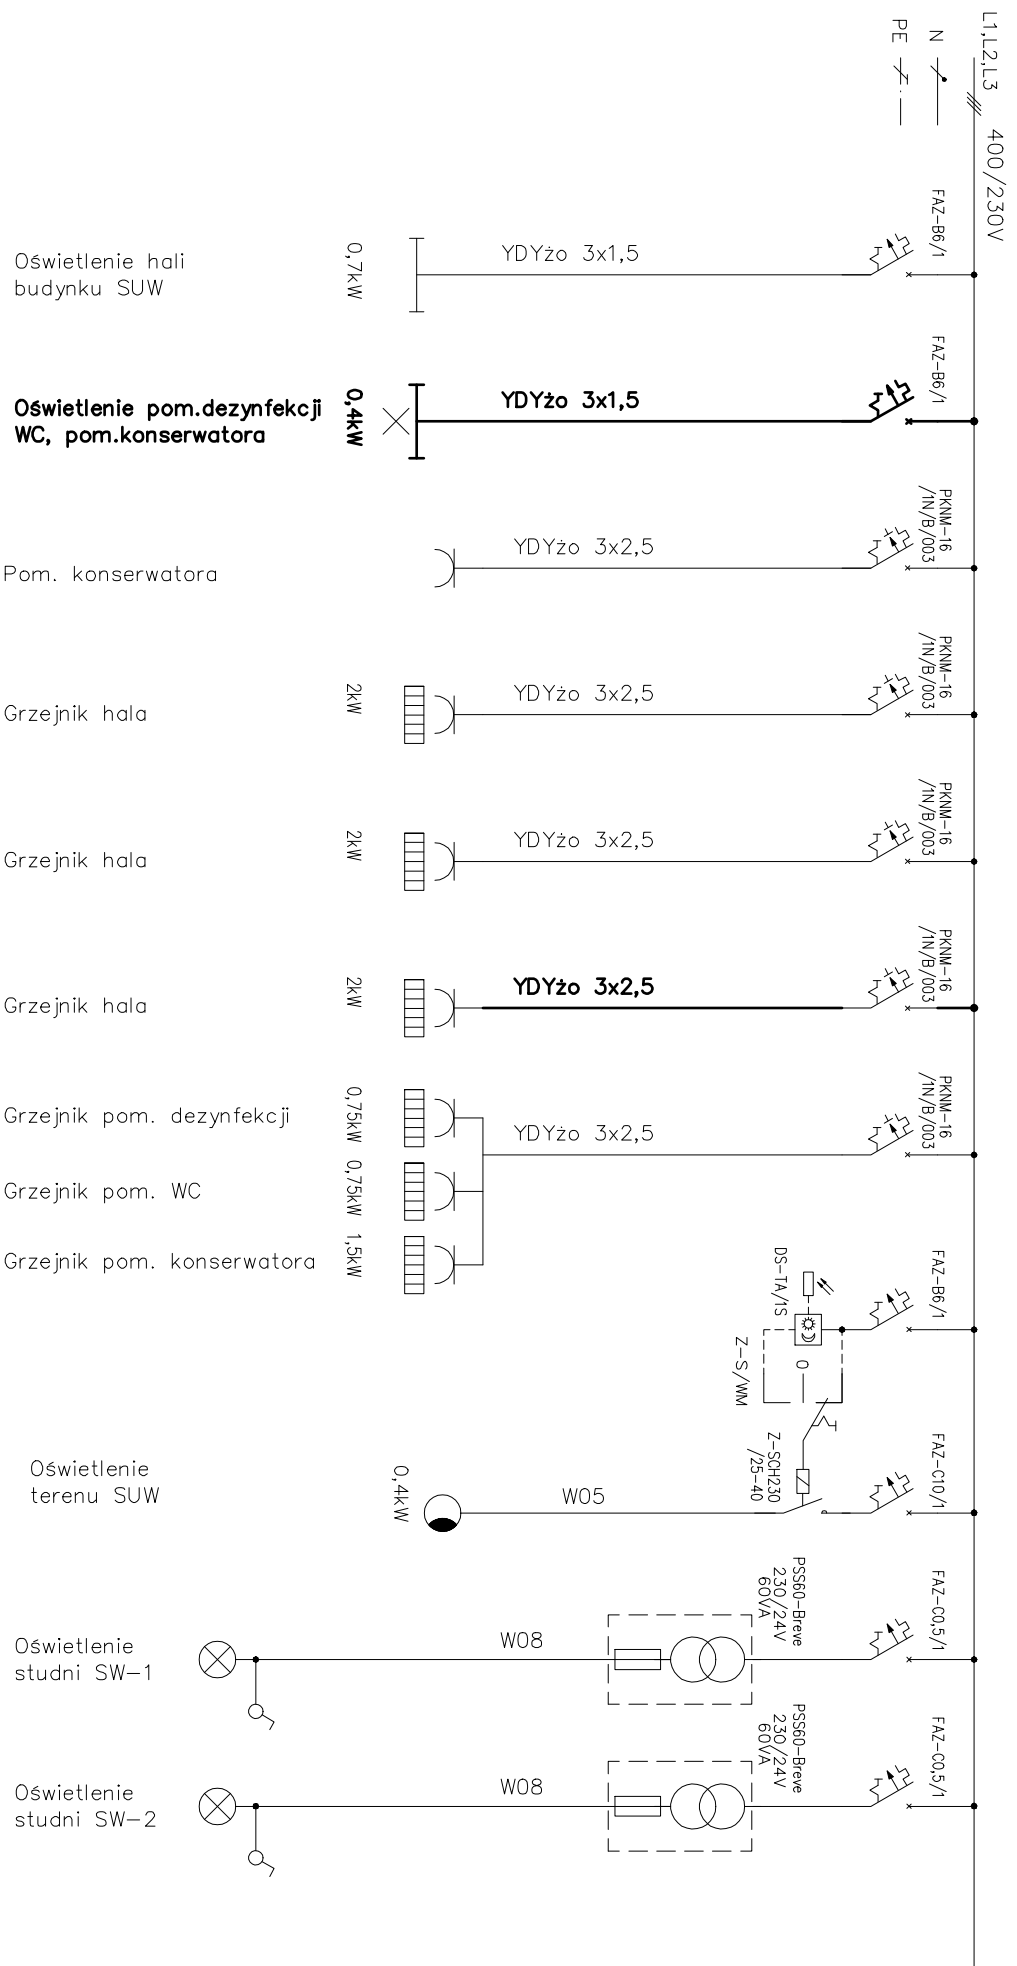 L1,L2,L3
400/230V
N
PE
FAZ-B6/1
YDYżo 3x1,5
0,7kW
Oświetlenie hali
budynku SUW
FAZ-B6/1
YDYżo 3x1,5
0,4kW
Oświetlenie pom.dezynfekcji
WC, pom.konserwatora
PKNM-16
/1N/B/003
YDYżo 3x2,5
Pom. konserwatora
PKNM-16
/1N/B/003
YDYżo 3x2,5
2kW
Grzejnik hala
PKNM-16
/1N/B/003
YDYżo 3x2,5
2kW
Grzejnik hala
PKNM-16
/1N/B/003
YDYżo 3x2,5
2kW
Grzejnik hala
PKNM-16
/1N/B/003
YDYżo 3x2,5
0,75kW
Grzejnik pom. dezynfekcji
0,75kW
Grzejnik pom. WC
1,5kW
Grzejnik pom. konserwatora
FAZ-B6/1
DS-TA/1S
0
Z-S/WM
FAZ-C10/1
Z-SCH230
/25-40
W05
0,4kW
Oświetlenie
terenu SUW
FAZ-C0,5/1
PSS60-Breve
230/24V
60VA
W08
Oświetlenie
studni SW-1
FAZ-C0,5/1
PSS60-Breve
230/24V
60VA
W08
Oświetlenie
studni SW-2